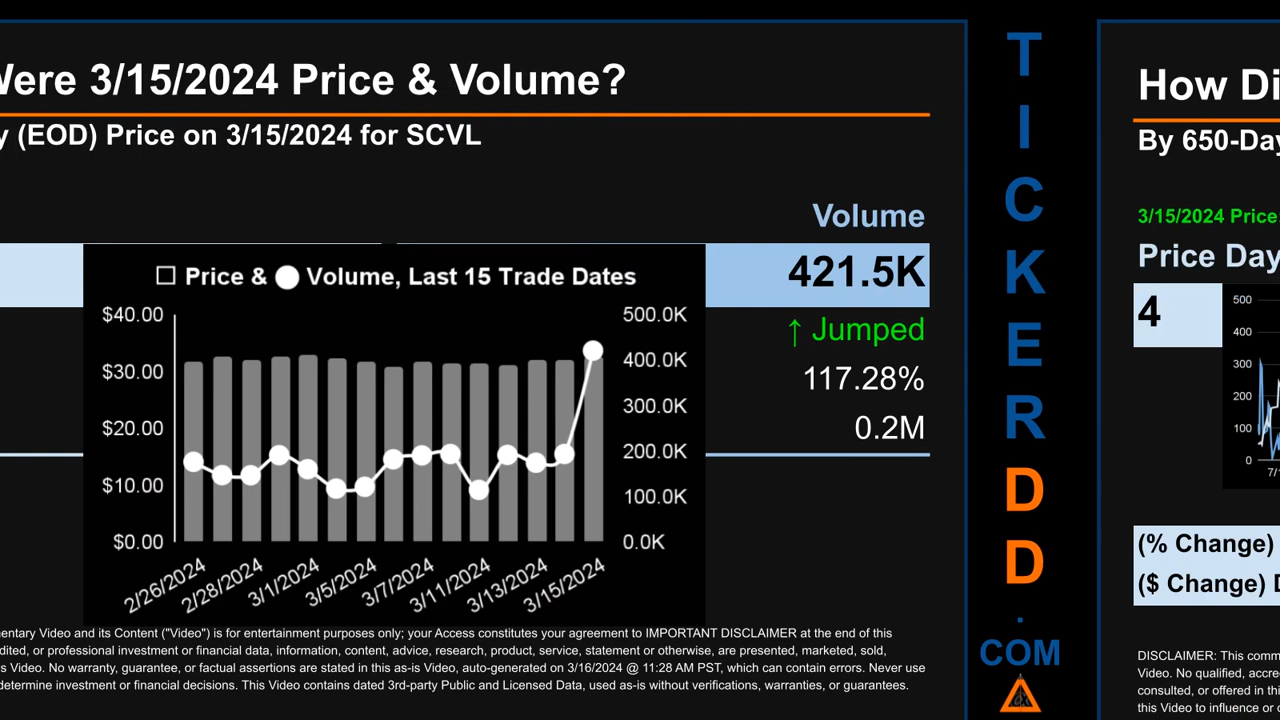 Were 3/15/2024 Price & Volume?
y (EOD) Price on 3/15/2024 for SCVL
Volume
421.5K
↑ Jumped
117.28%
0.2M
Price & Volume, Last 15 Trade Dates
$40.00
$30.00
$20.00
$10.00
$0.00
500.0K
400.0K
300.0K
200.0K
100.0K
0.0K
2/26/2024
2/28/2024
3/1/2024
3/5/2024
3/7/2024
3/11/2024
3/13/2024
3/15/2024
mentary Video and its Content ("Video") is for entertainment purposes only; your Access constitutes your agreement to IMPORTANT DISCLAIMER at the end of this
edited, or professional investment or financial data, information, content, advice, research, product, service, statement or otherwise, are presented, marketed, sold,
s Video. No warranty, guarantee, or factual assertions are stated in this as-is Video, auto-generated on 3/16/2024 @ 11:28 AM PST, which can contain errors. Never use
determine investment or financial decisions. This Video contains dated 3rd-party Public and Licensed Data, used as-is without verifications, warranties, or guarantees.
TICKERDD
.
COM
How Di
By 650-Day
3/15/2024 Price
Price Day
4
500
400
300
200
100
0
7/1
(% Change)
($ Change) D
DISCLAIMER: This comm
Video. No qualified, accre
consulted, or offered in thi
this Video to influence or